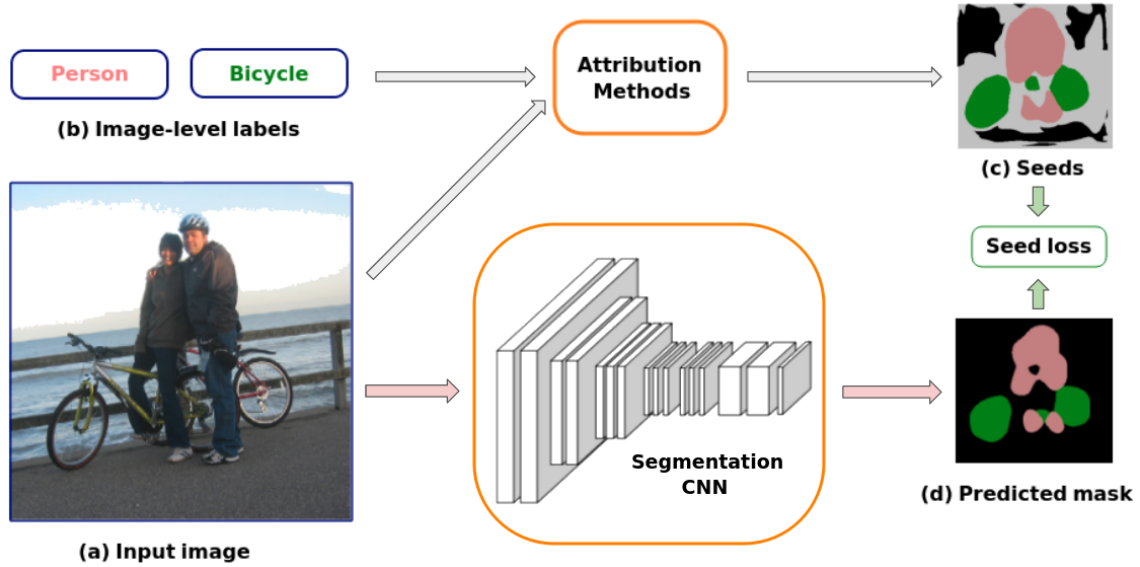 Person
Bicycle
(b) Image-level labels
Attribution
Methods
(c) Seeds
Seed loss
Segmentation
CNN
(d) Predicted mask
(a) Input image